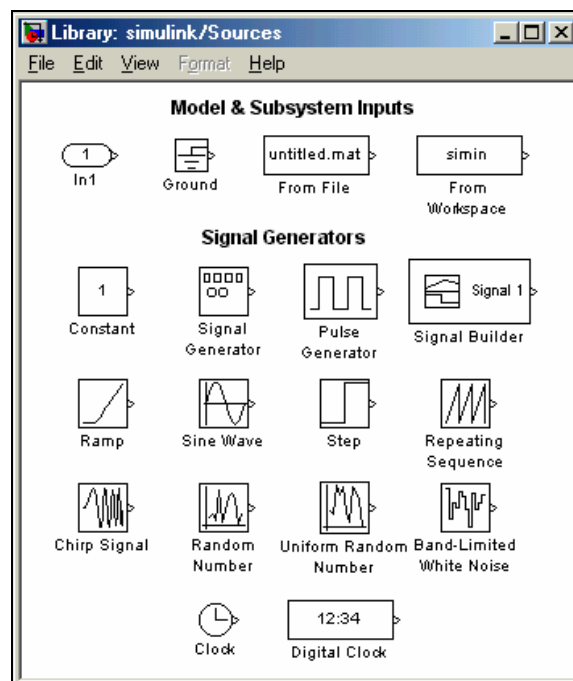 Library: simulink/Sources
File Edit View Format Help
Model & Subsystem Inputs
1 untitled.mat simin
In1 Ground From File From
Workspace
Signal Generators
1 Signal 1
Constant Signal Pulse Signal Builder
Generator Generator
Ramp Sine Wave Step Repeating
Sequence
Chirp Signal Random Uniform Random Band-Limited
Number Number White Noise
12:34
Clock Digital Clock